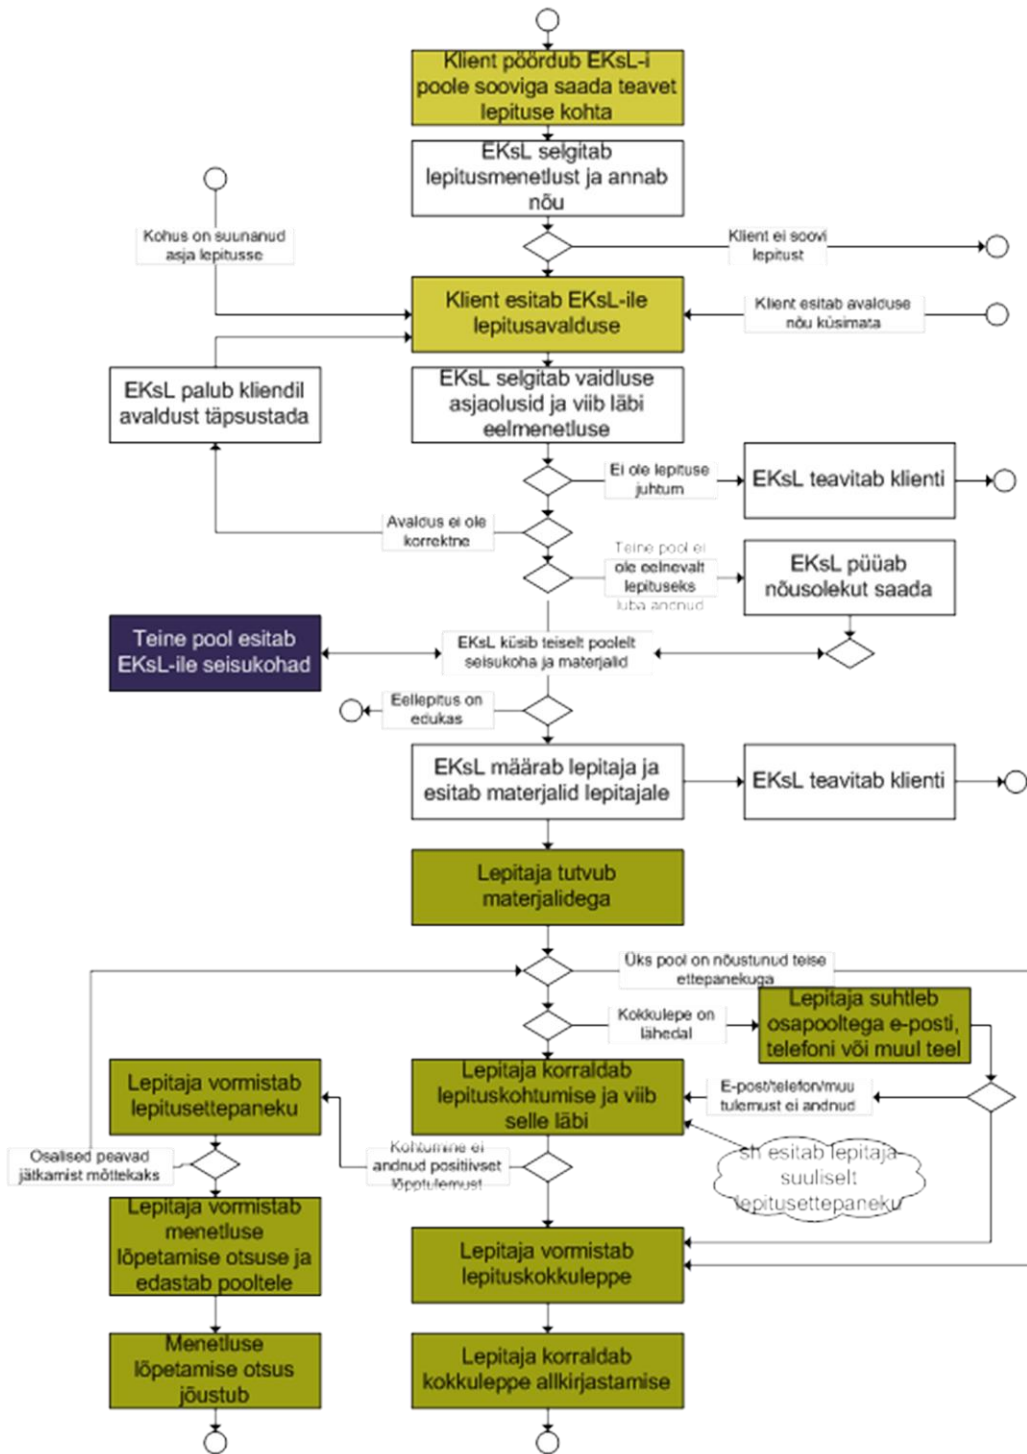 Klient pöördub EKsL-i
poole sooviga saada teavet
lepituse kohta
EKsL selgitab
lepitusmenetlust ja annab
nõu
Kohus on suunanud
asja lepitusse
Klient ei soovi
lepitust
Klient esitab EKsL-ile
lepitusavalduse
Klient esitab avalduse
nõu küsimata
EKsL palub kliendil
avaldust täpsustada
EKsL selgitab vaidluse
asjaolusid ja viib läbi
eelmenetluse
Ei ole lepituse
juhtum
EKsL teavitab klienti
Avaldus ei ole
korrektne
Teine pool ei
ole eelnevalt
lepituseks
luba andnud
EKsL püüab
nõusolekut saada
Teine pool esitab
EKsL-ile seisukohad
EKsL küsib teiselt poolelt
seisukoha ja materjalid
Eellepitus on
edukas
EKsL määrab lepitaja ja
esitab materjalid lepitajale
EKsL teavitab klienti
Lepitaja tutvub
materjalidega
Üks pool on nõustunud teise
ettepanekuga
Kokkulepe on
lähedal
Lepitaja suhtleb
osapooltega e-posti,
telefoni või muul teel
Lepitaja vormistab
lepitusettepaneku
Lepitaja korraldab
lepituskohtumise ja viib
selle läbi
E-post/telefon/muu
tulemust ei andnud
Osalised peavad
jätkamist mõttekaks
Kohtumine ei
andnud positiivset
lõpptulemust
sh esitab lepitaja
suuliselt
lepitusettepaneku
Lepitaja vormistab
menetluse
lõpetamise otsuse ja
edastab pooltele
Lepitaja vormistab
lepituskokkuleppe
Menetluse
lõpetamise otsus
jõustub
Lepitaja korraldab
kokkuleppe allkirjastamise